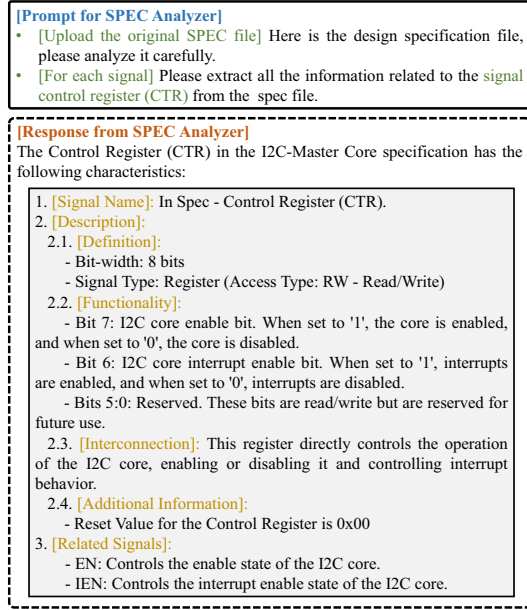 [Prompt for SPEC Analyzer]
• [Upload the original SPEC file] Here is the design specification file,
please analyze it carefully.
• [For each signal] Please extract all the information related to the signal
control register (CTR) from the spec file.
[Response from SPEC Analyzer]
The Control Register (CTR) in the I2C-Master Core specification has the
following characteristics:
1. [Signal Name]: In Spec - Control Register (CTR).
2. [Description]:
2.1. [Definition]:
- Bit-width: 8 bits
- Signal Type: Register (Access Type: RW - Read/Write)
2.2. [Functionality]:
- Bit 7: I2C core enable bit. When set to '1', the core is enabled,
and when set to '0', the core is disabled.
- Bit 6: I2C core interrupt enable bit. When set to '1', interrupts
are enabled, and when set to '0', interrupts are disabled.
- Bits 5:0: Reserved. These bits are read/write but are reserved for
future use.
2.3. [Interconnection]: This register directly controls the operation
of the I2C core, enabling or disabling it and controlling interrupt
behavior.
2.4. [Additional Information]:
- Reset Value for the Control Register is 0x00
3. [Related Signals]:
- EN: Controls the enable state of the I2C core.
- IEN: Controls the interrupt enable state of the I2C core.